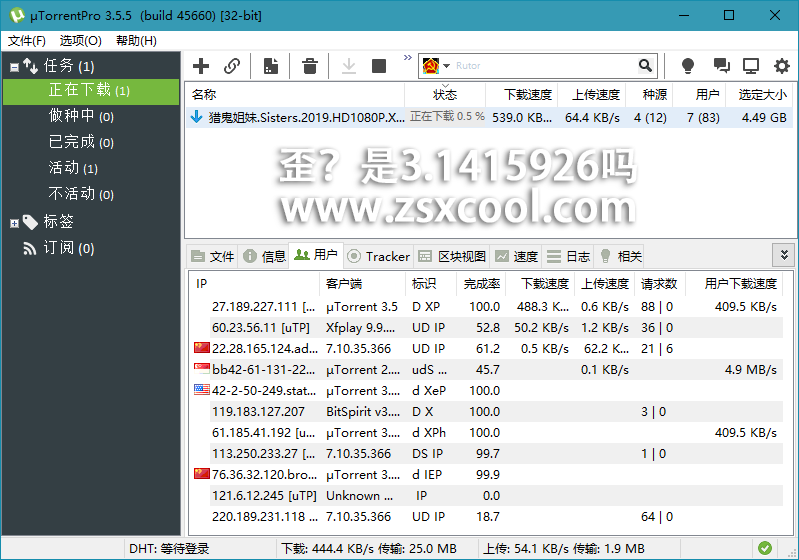 µTorrentPro 3.5.5 (build 45660) [32-bit]
文件(F) 选项(O) 帮助(H)
任务 (1)
正在下载 (1)
做种中 (0)
已完成 (0)
活动 (1)
不活动 (0)
标签
订阅 (0)
Rutor
名称 状态 下载速度 上传速度 种源 用户 选定大小
猎鬼姐妹.Sisters.2019.HD1080P.X... 正在下载 0.5 % 539.0 KB... 64.4 KB/s 4 (12) 7 (83) 4.49 GB
歪？是3.1415926吗
www.zsxcool.com
文件 信息 用户 Tracker 区块视图 速度 日志 相关
IP 客户端 标识 完成率 下载速度 上传速度 请求数 用户下载速度
27.189.227.111 [... µTorrent 3.5 D XP 100.0 488.3 K... 0.6 KB/s 88 | 0 409.5 KB/s
60.23.56.11 [uTP] Xfplay 9.9.... UD IP 52.8 50.2 KB/s 1.2 KB/s 36 | 0
22.28.165.124.ad... 7.10.35.366 UD IP 61.2 0.5 KB/s 62.2 K... 21 | 6
bb42-61-131-22... µTorrent 2.... udS ... 45.7 0.1 KB/s 4.9 MB/s
42-2-50-249.stat... µTorrent 3.... d XeP 100.0
119.183.127.207 BitSpirit v3.... D X 100.0 3 | 0
61.185.41.192 [u... µTorrent 3.... d XPh 100.0 409.5 KB/s
113.250.233.27 [... 7.10.35.366 DS IP 99.7 1 | 0
76.36.32.120.bro... µTorrent 3.... d IEP 99.9
121.6.12.245 [uTP] Unknown ... IP 0.0
220.189.231.118 ... 7.10.35.366 UD IP 18.7 64 | 0
DHT: 等待登录 下载: 444.4 KB/s 传输: 25.0 MB 上传: 54.1 KB/s 传输: 1.9 MB